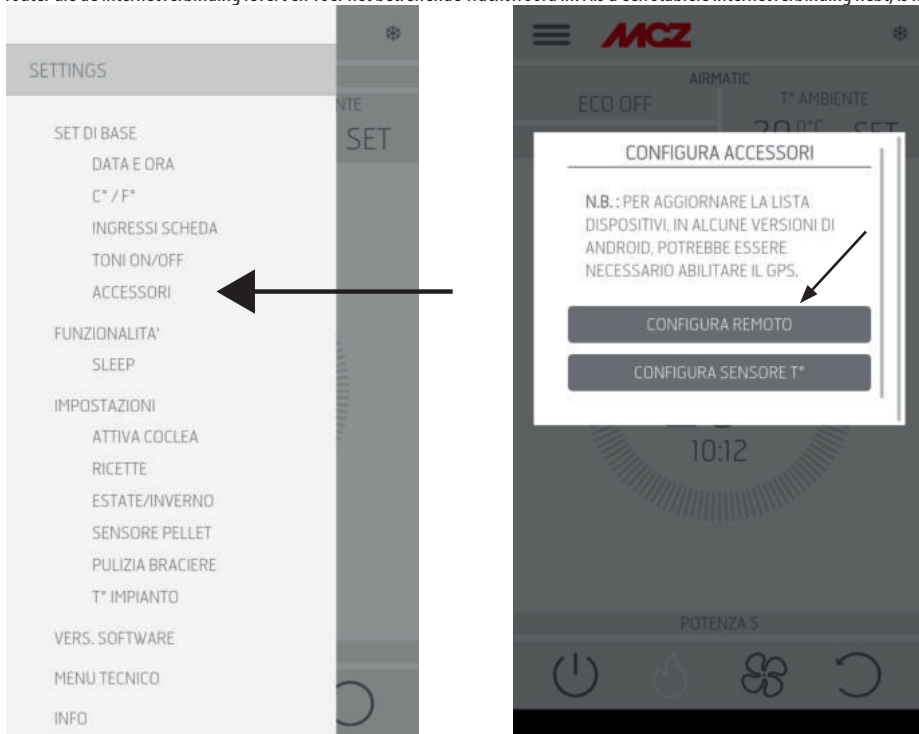 SETTINGS
SET DI BASE
DATA E ORA
C° / F°
INGRESSI SCHEDA
TONI ON/OFF
ACCESSORI
FUNZIONALITA'
SLEEP
IMPOSTAZIONI
ATTIVA COCLEA
RICETTE
ESTATE/INVERNO
SENSORE PELLET
PULIZIA BRACIERE
T° IMPIANTO
VERS. SOFTWARE
MENU TECNICO
INFO
NTE
SET
MCZ
AIRMATIC
ECO OFF
T° AMBIENTE
SET
CONFIGURA ACCESSORI
N.B. : PER AGGIORNARE LA LISTA
DISPOSITIVI, IN ALCUNE VERSIONI DI
ANDROID, POTREBBE ESSERE
NECESSARIO ABILITARE IL GPS.
CONFIGURA REMOTO
CONFIGURA SENSORE T°
10:12
POTENZA 5